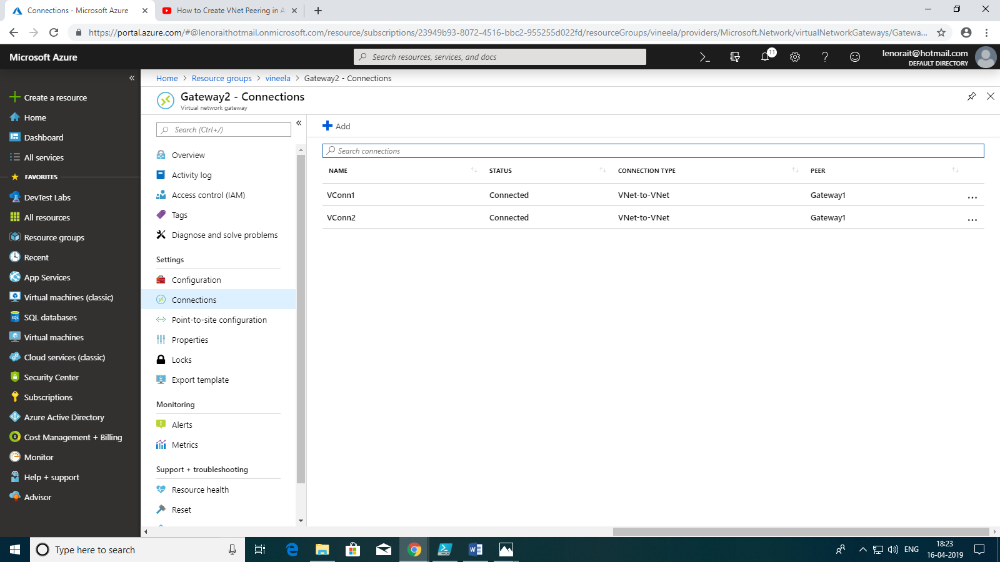 Connections - Microsoft Azure
How to Create VNet Peering in A
https://portal.azure.com/#@lenoraithotmail.onmicrosoft.com/resource/subscriptions/23949b93-8072-4516-bbc2-955255d022fd/resourceGroups/vineela/providers/Microsoft.Network/virtualNetworkGateways/Gatewa...
Microsoft Azure
Search resources, services, and docs
11
lenorait@hotmail.com
DEFAULT DIRECTORY
Home > Resource groups > vineela > Gateway2 - Connections
Gateway2 - Connections
Virtual network gateway
Create a resource
Home
Dashboard
All services
FAVORITES
DevTest Labs
All resources
Resource groups
Recent
App Services
Virtual machines (classic)
SQL databases
Virtual machines
Cloud services (classic)
Security Center
Subscriptions
Azure Active Directory
Cost Management + Billing
Monitor
Help + support
Advisor
Search (Ctrl+/)
Overview
Activity log
Access control (IAM)
Tags
Diagnose and solve problems
Settings
Configuration
Connections
Point-to-site configuration
Properties
Locks
Export template
Monitoring
Alerts
Metrics
Support + troubleshooting
Resource health
Reset
Add
Search connections
NAME STATUS CONNECTION TYPE PEER
VConn1 Connected VNet-to-VNet Gateway1 ...
VConn2 Connected VNet-to-VNet Gateway1 ...
Type here to search
ENG
18:23
16-04-2019